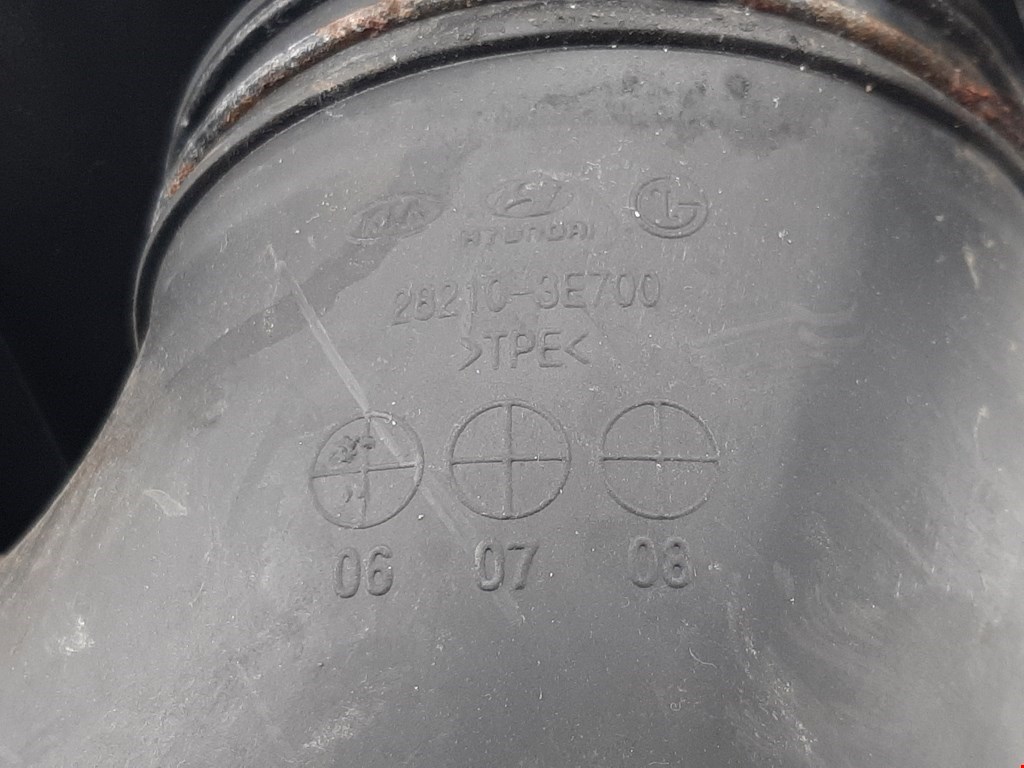 KIA HYUNDAI
28210-3E700
>TPE<
06 07 08